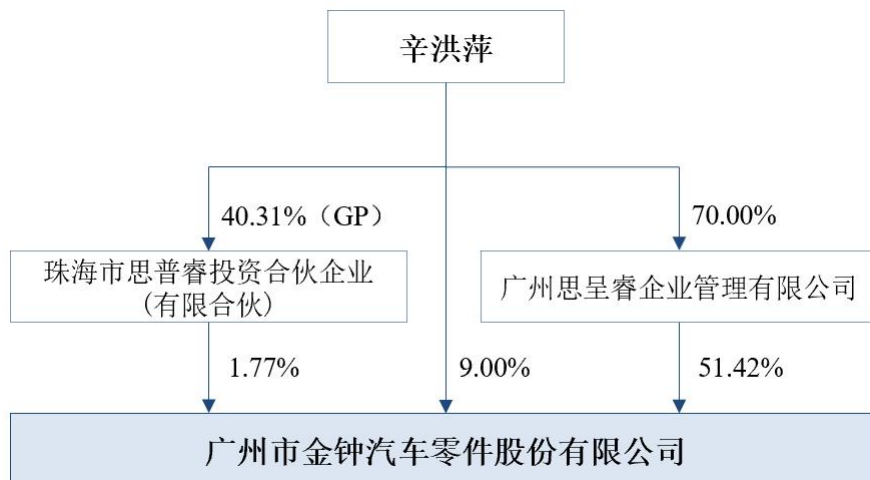 辛洪萍
40.31%（GP）
70.00%
珠海市思普睿投资合伙企业
(有限合伙)
广州思呈睿企业管理有限公司
1.77%
9.00%
51.42%
广州市金钟汽车零件股份有限公司